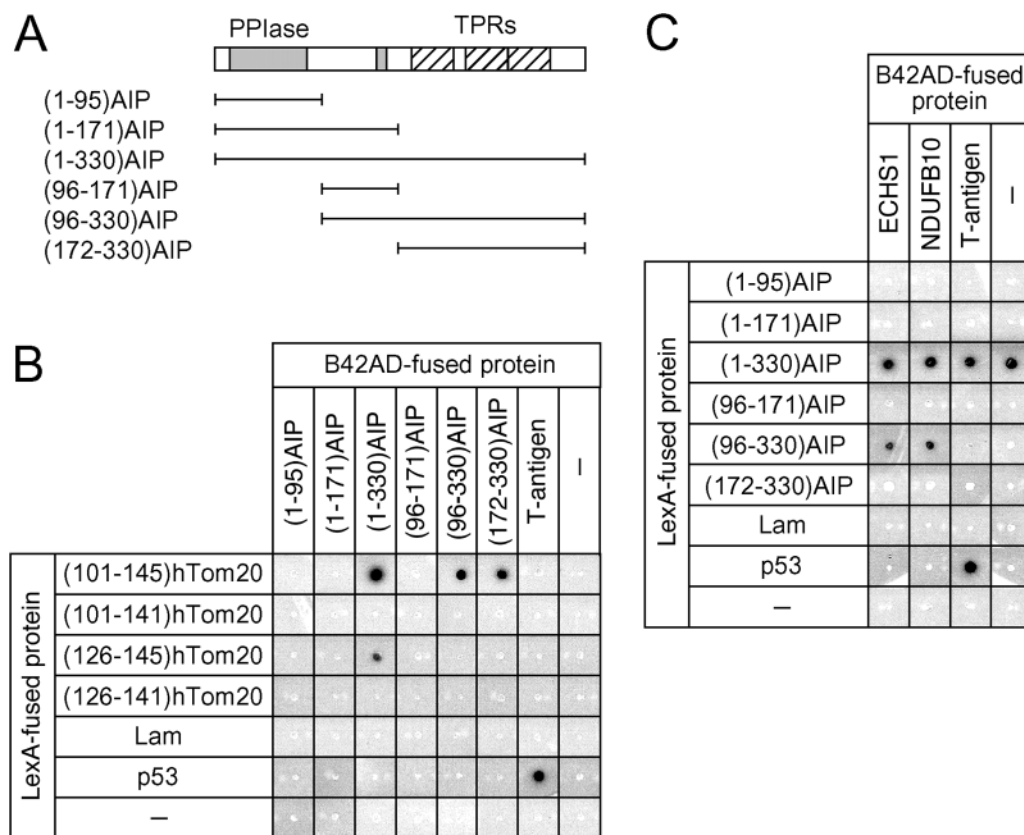 A
PPIase
TPRs
(1-95)AIP
(1-171)AIP
(1-330)AIP
(96-171)AIP
(96-330)AIP
(172-330)AIP
B
B42AD-fused protein
(1-95)AIP
(1-171)AIP
(1-330)AIP
(96-171)AIP
(96-330)AIP
(172-330)AIP
T-antigen
–
LexA-fused protein
(101-145)hTom20
(101-141)hTom20
(126-145)hTom20
(126-141)hTom20
Lam
p53
–
C
B42AD-fused
protein
ECHS1
NDUFB10
T-antigen
–
LexA-fused protein
(1-95)AIP
(1-171)AIP
(1-330)AIP
(96-171)AIP
(96-330)AIP
(172-330)AIP
Lam
p53
–